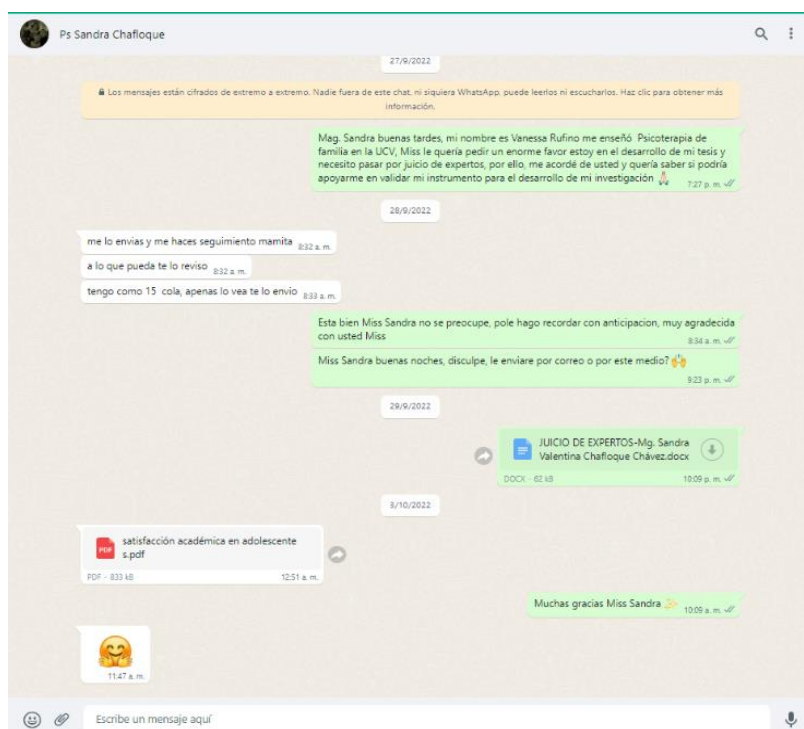 Ps Sandra Chafloque
27/9/2022
Los mensajes están cifrados de extremo a extremo. Nadie fuera de este chat, ni siquiera WhatsApp, puede leerlos ni escucharlos. Haz clic para obtener más
información.
Mag. Sandra buenas tardes, mi nombre es Vanessa Rufino me enseñó Psicoterapia de
familia en la UCV, Miss le quería pedir un enorme favor estoy en el desarrollo de mi tesis y
necesito pasar por juicio de expertos, por ello, me acordé de usted y quería saber si podría
apoyarme en validar mi instrumento para el desarrollo de mi investigación 🙏🏻
7:27 p. m.
28/9/2022
me lo envias y me haces seguimiento mamita 8:32 a. m.
a lo que pueda te lo reviso 8:32 a. m.
tengo como 15 cola, apenas lo vea te lo envio 8:33 a. m.
Esta bien Miss Sandra no se preocupe, pole hago recordar con anticipacion, muy agradecida
con usted Miss
8:34 a. m.
Miss Sandra buenas noches, disculpe, le enviare por correo o por este medio? 🙌
9:23 p. m.
29/9/2022
JUICIO DE EXPERTOS-Mg. Sandra
Valentina Chafloque Chávez.docx
DOCX · 62 kB 10:09 p. m.
3/10/2022
PDF
satisfacción académica en adolescente
s.pdf
PDF · 833 kB 12:51 a. m.
Muchas gracias Miss Sandra 10:09 a. m.
🤗
11:47 a. m.
Escribe un mensaje aquí